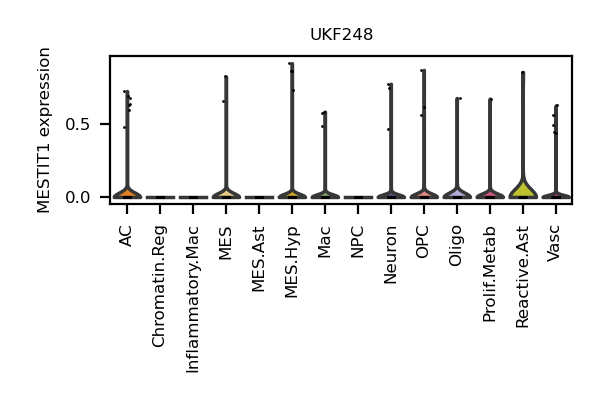 UKF248
MESTIT1 expression
0.5
0.0
AC
Chromatin.Reg
Inflammatory.Mac
MES
MES.Ast
MES.Hyp
Mac
NPC
Neuron
OPC
Oligo
Prolif.Metab
Reactive.Ast
Vasc